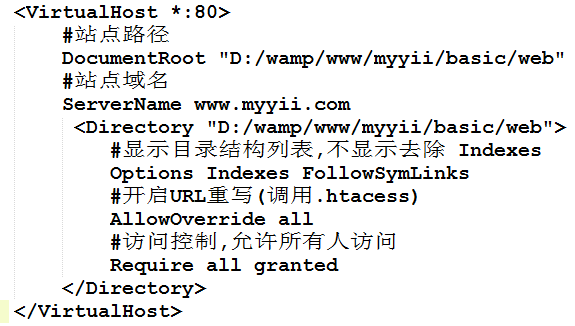 <VirtualHost *:80>
#站点路径
DocumentRoot "D:/wamp/www/myyii/basic/web"
#站点域名
ServerName www.myyii.com
<Directory "D:/wamp/www/myyii/basic/web">
#显示目录结构列表,不显示去除 Indexes
Options Indexes FollowSymLinks
#开启URL重写(调用.htacess)
AllowOverride all
#访问控制,允许所有人访问
Require all granted
</Directory>
</VirtualHost>